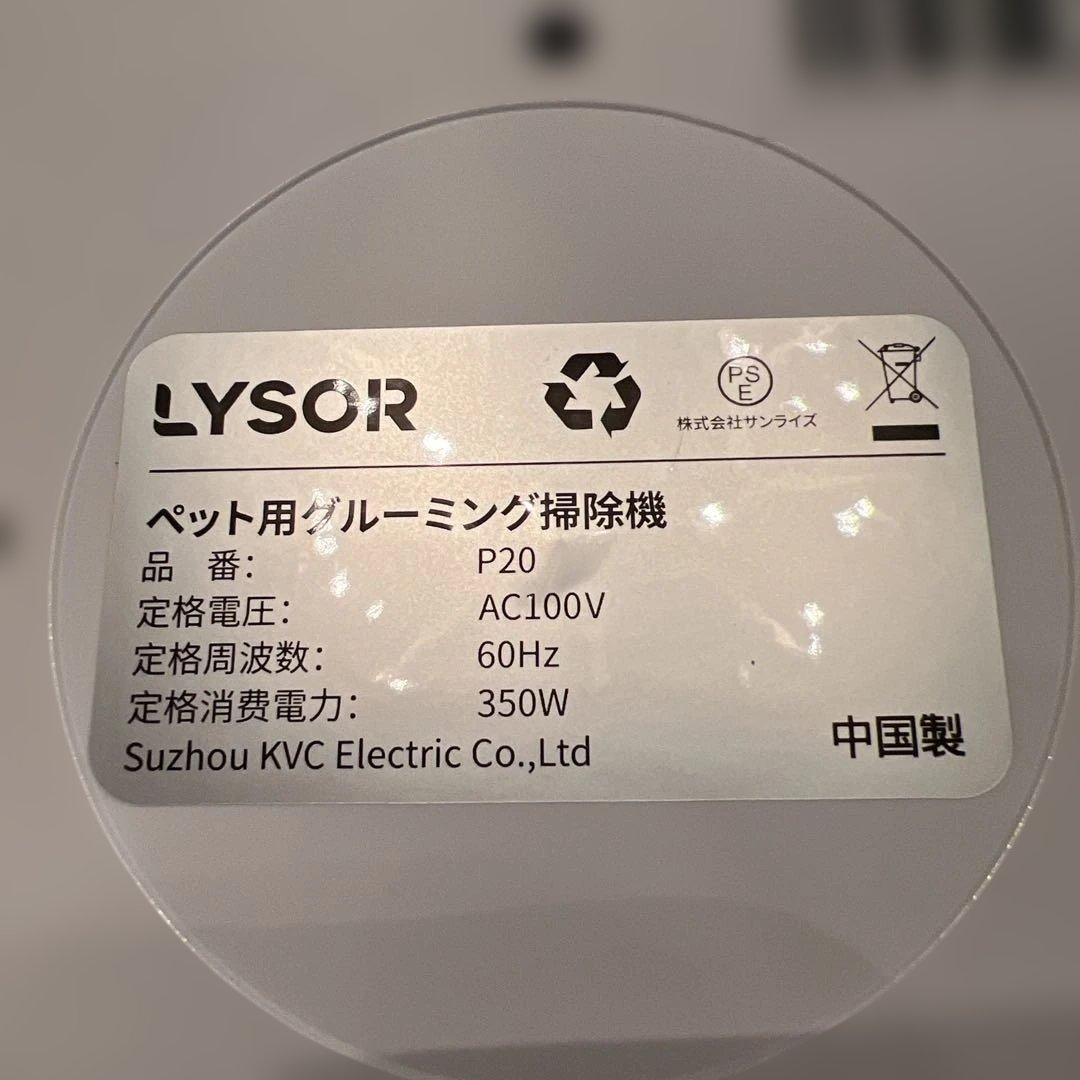 LYSOR
PSE
株式会社サンライズ
ペット用グルーミング掃除機
品 番: P20
定格電圧: AC100V
定格周波数: 60Hz
定格消费電力: 350W
Suzhou KVC Electric Co.,Ltd
中国製